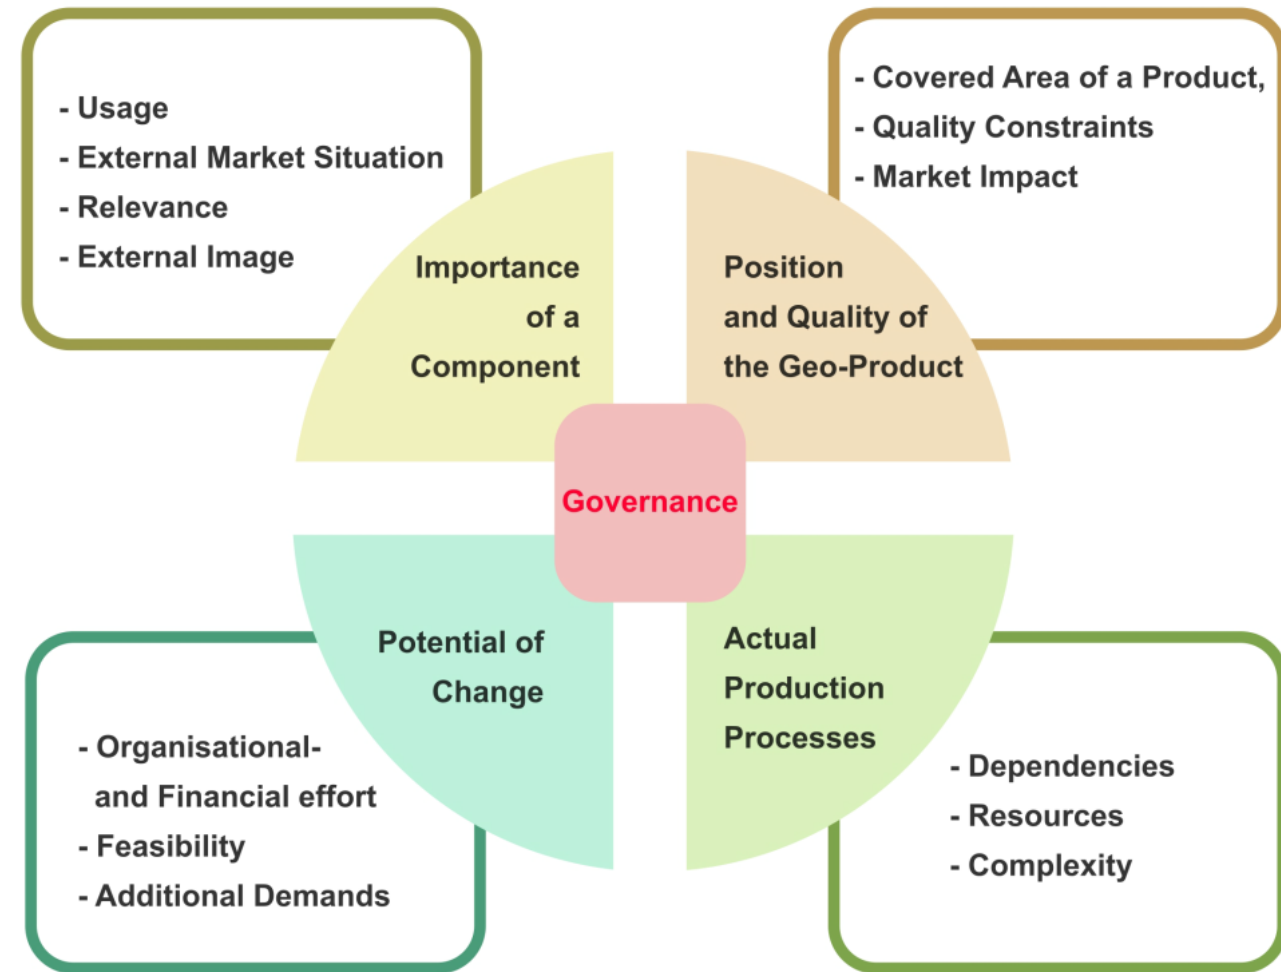 - Usage
- External Market Situation
- Relevance
- External Image
- Covered Area of a Product,
- Quality Constraints
- Market Impact
Importance
of a
Component
Position
and Quality of
the Geo-Product
Governance
Potential of
Change
Actual
Production
Processes
- Organisational-
and Financial effort
- Feasibility
- Additional Demands
- Dependencies
- Resources
- Complexity